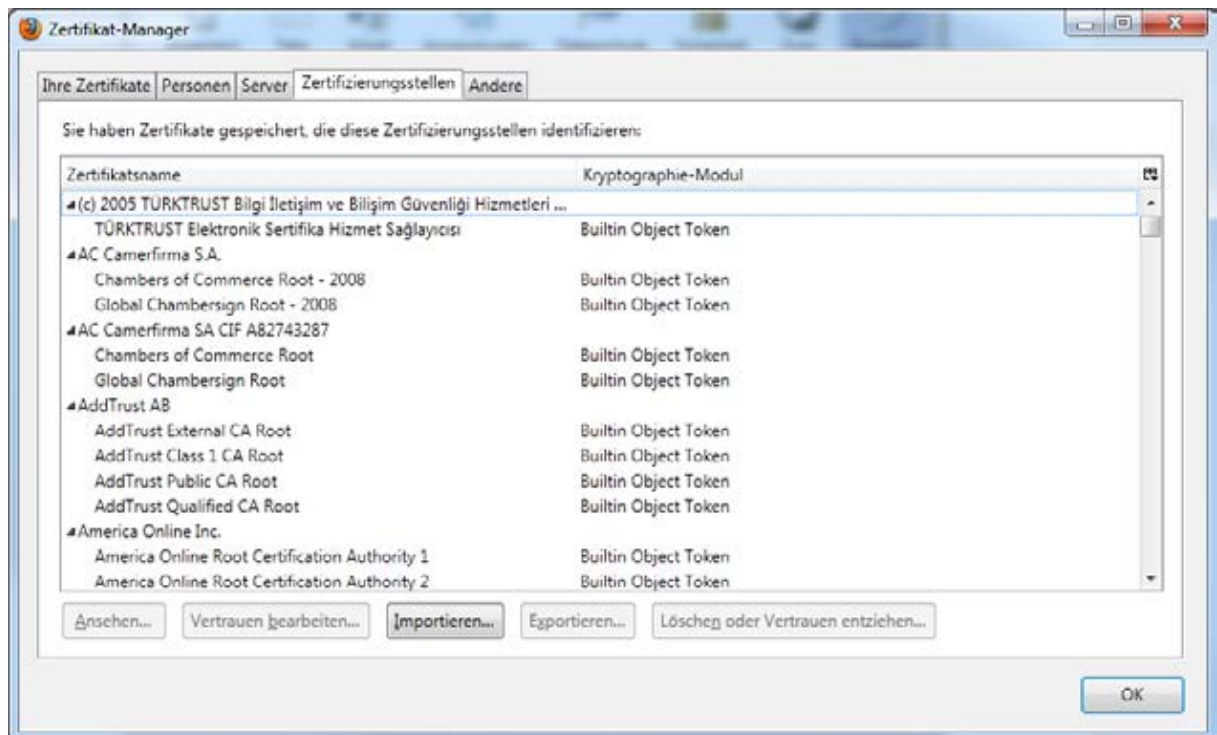 Zertifikat-Manager
Ihre Zertifikate Personen Server Zertifizierungsstellen Andere
Sie haben Zertifikate gespeichert, die diese Zertifizierungsstellen identifizieren:
Zertifikatsname Kryptographie-Modul
(c) 2005 TÜRKTRUST Bilgi İletişim ve Bilişim Güvenliği Hizmetleri ...
TÜRKTRUST Elektronik Sertifika Hizmet Sağlayıcısı Builtin Object Token
AC Camerfirma S.A.
Chambers of Commerce Root - 2008 Builtin Object Token
Global Chambersign Root - 2008 Builtin Object Token
AC Camerfirma SA CIF A82743287
Chambers of Commerce Root Builtin Object Token
Global Chambersign Root Builtin Object Token
AddTrust AB
AddTrust External CA Root Builtin Object Token
AddTrust Class 1 CA Root Builtin Object Token
AddTrust Public CA Root Builtin Object Token
AddTrust Qualified CA Root Builtin Object Token
America Online Inc.
America Online Root Certification Authority 1 Builtin Object Token
America Online Root Certification Authority 2 Builtin Object Token
Ansehen... Vertrauen bearbeiten... Importieren... Exportieren... Löschen oder Vertrauen entziehen...
OK